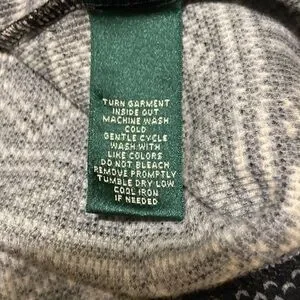 TURN GARMENT
INSIDE OUT
MACHINE WASH
COLD
GENTLE CYCLE
WASH WITH
LIKE COLORS
DO NOT BLEACH
REMOVE PROMPTLY
TUMBLE DRY LOW
COOL IRON
IF NEEDED